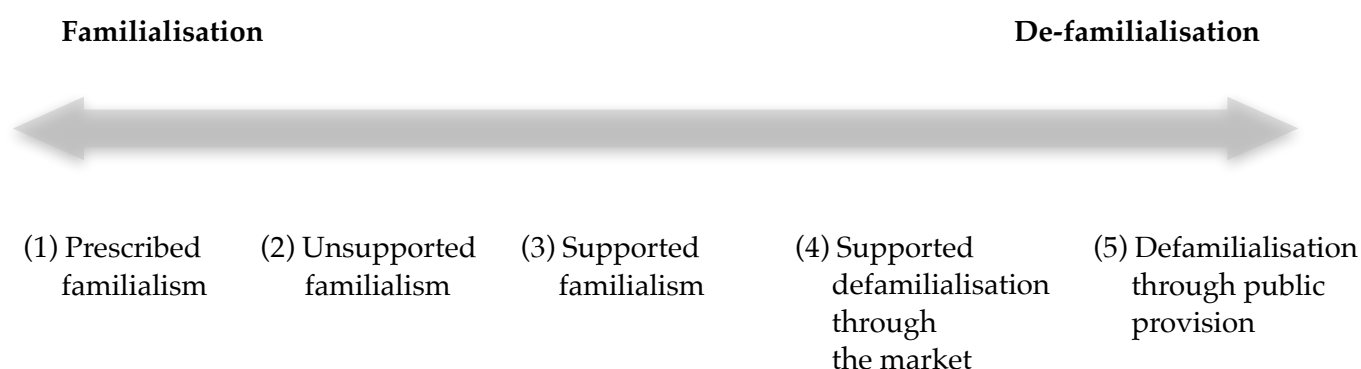 Familialisation
De-familialisation
(1) Prescribed
familialism
(2) Unsupported
familialism
(3) Supported
familialism
(4) Supported
defamilialisation
through
the market
(5) Defamilialisation
through public
provision